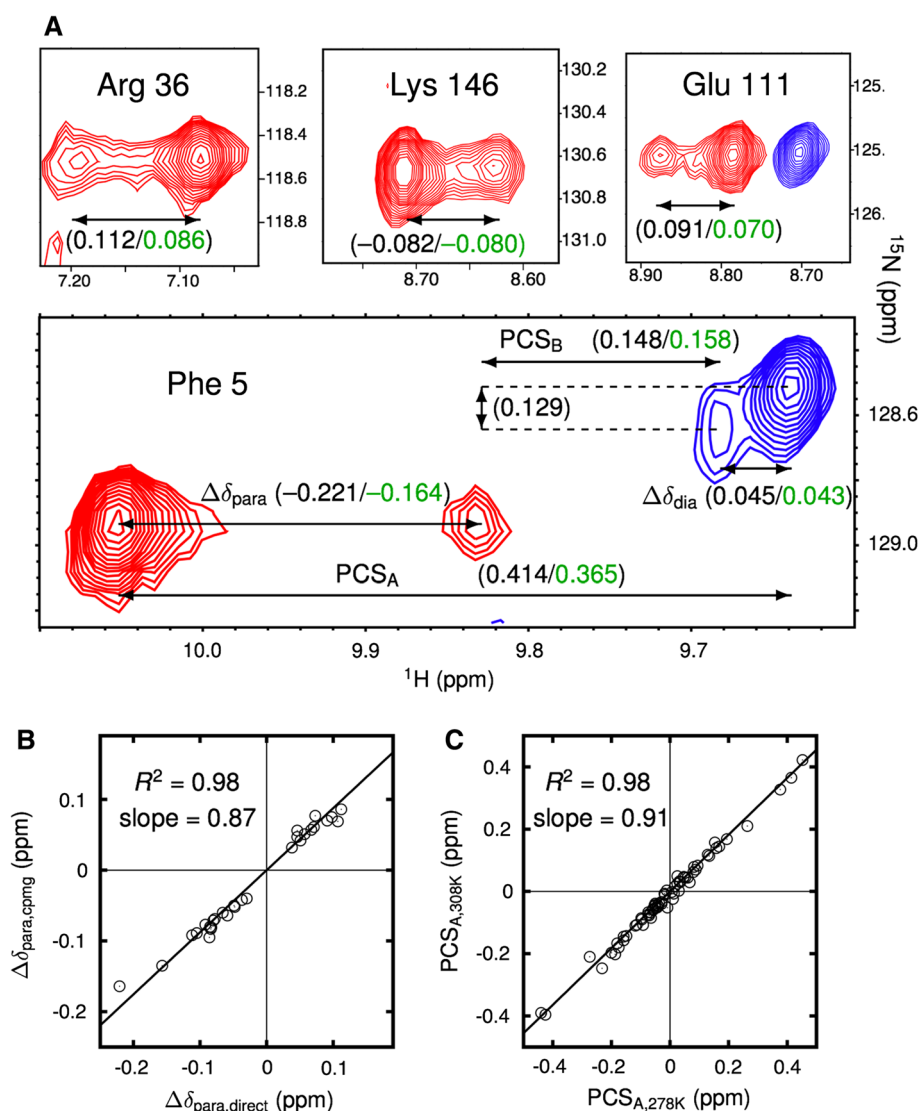 A
Arg 36
Lys 146
Glu 111
118.2
118.4
118.6
118.8
130.2
130.4
130.6
130.8
131.0
125.
125.
126.
(0.112/0.086)
(−0.082/−0.080)
(0.091/0.070)
7.20
7.10
8.70
8.60
8.90
8.80
8.70
15N (ppm)
PCSB (0.148/0.158)
Phe 5
(0.129)
128.6
Δδpara (−0.221/−0.164)
Δδdia (0.045/0.043)
129.0
PCSA
(0.414/0.365)
10.0
9.9
9.8
9.7
1H (ppm)
B
R2 = 0.98
slope = 0.87
0.1
0
-0.1
-0.2
Δδpara,cpmg (ppm)
-0.2
-0.1
0
0.1
Δδpara,direct (ppm)
C
R2 = 0.98
slope = 0.91
0.4
0.2
0
-0.2
-0.4
PCSA,308K (ppm)
-0.4
-0.2
0
0.2
0.4
PCSA,278K (ppm)